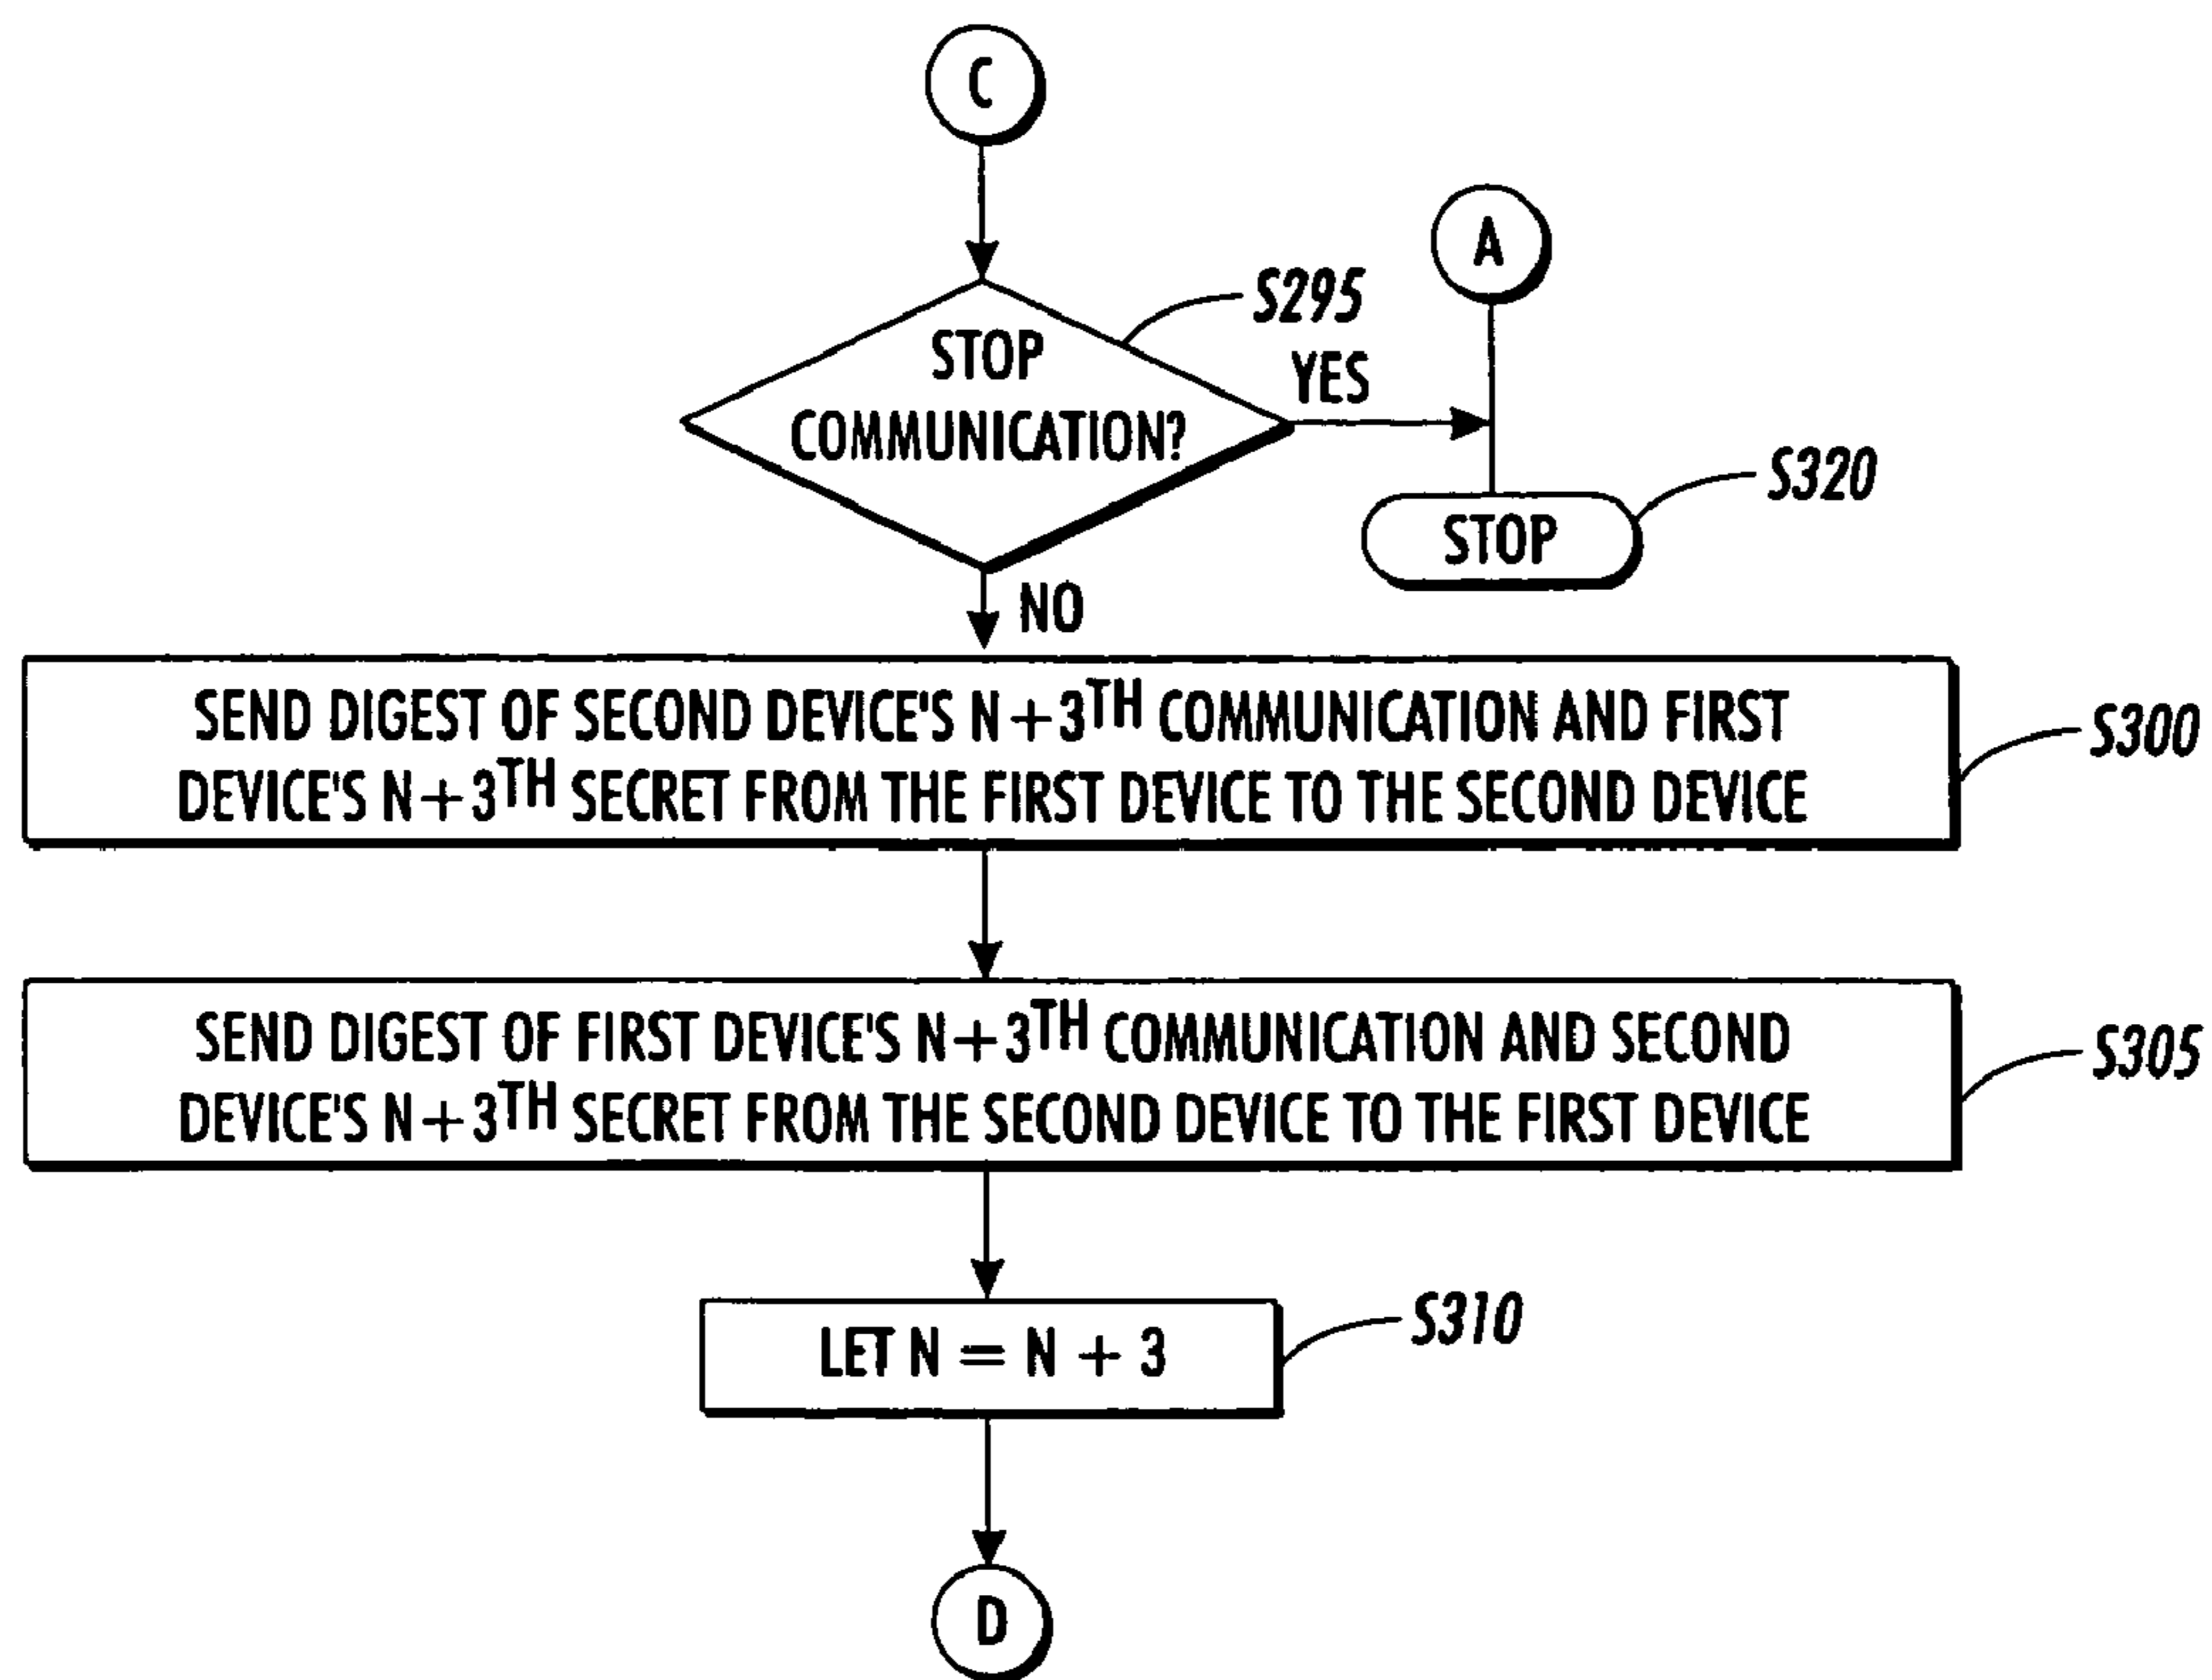 C
A
S295
STOP
COMMUNICATION?
YES
S320
STOP
NO
SEND DIGEST OF SECOND DEVICE'S N+3TH COMMUNICATION AND FIRST
DEVICE'S N+3TH SECRET FROM THE FIRST DEVICE TO THE SECOND DEVICE
S300
SEND DIGEST OF FIRST DEVICE'S N+3TH COMMUNICATION AND SECOND
DEVICE'S N+3TH SECRET FROM THE SECOND DEVICE TO THE FIRST DEVICE
S305
LET N = N + 3
S310
D